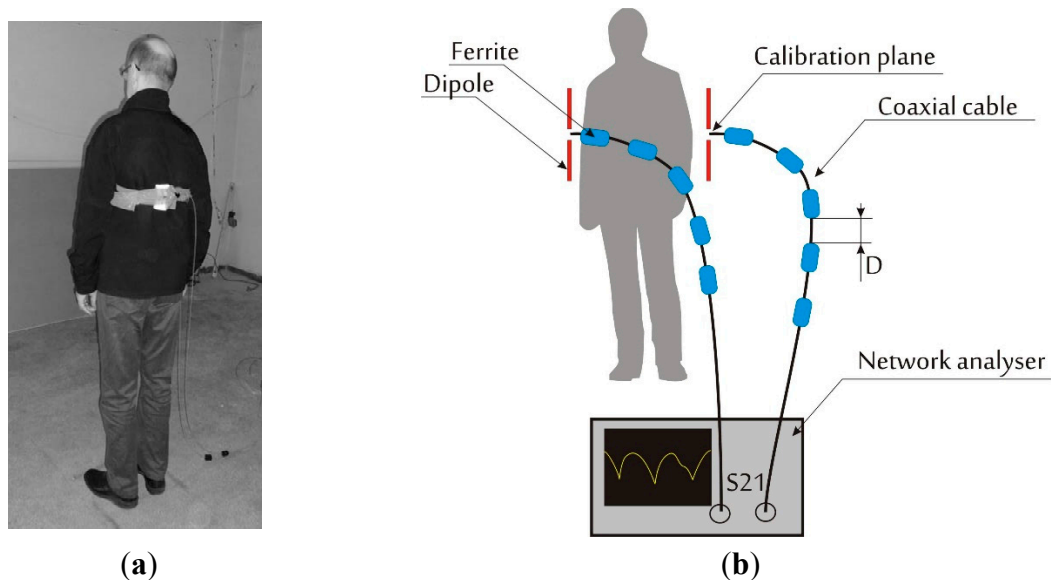 Ferrite
Dipole
Calibration plane
Coaxial cable
D
Network analyser
S21
(a)
(b)